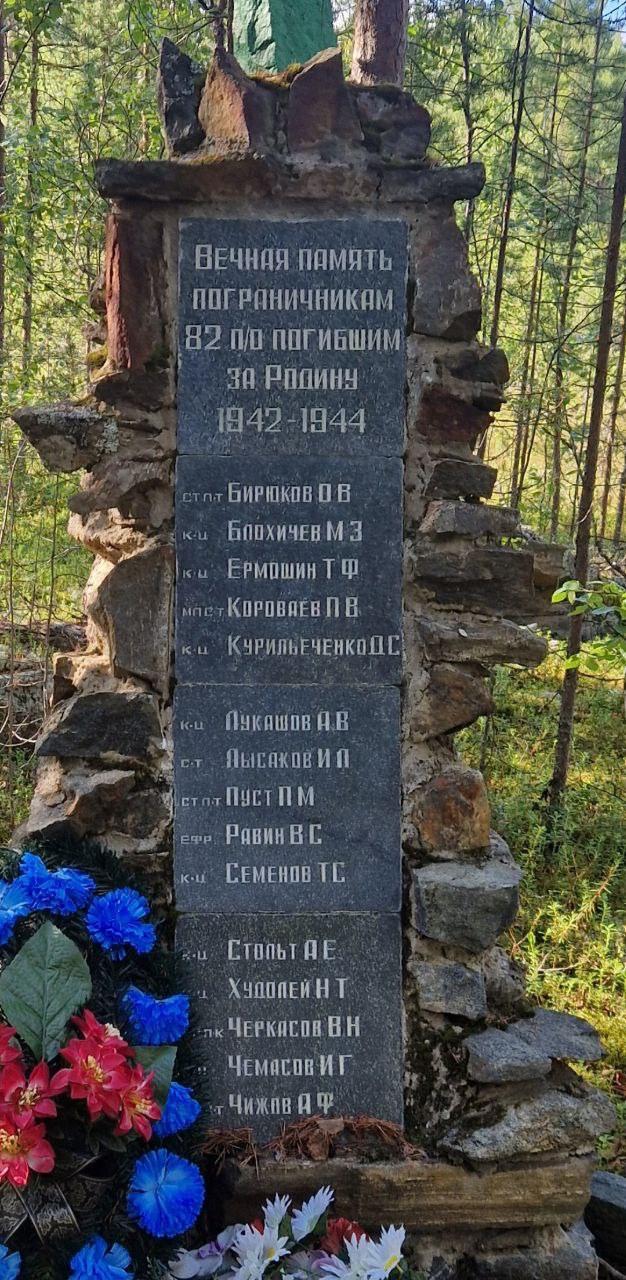 Вечная память
пограничникам
82 п/о погибшим
за Родину
1942-1944
ст л-т Бирюков О В
к-ц Блохичев М З
к-ц Ермошин Т Ф
мл с-т Короваев П В
к-ц Курильеченко Д С
к-ц Лукашов А В
с-т Лысаков И Л
ст л-т Пуст П М
ефр Равин В С
к-ц Семенов Т С
к-ц Стольт А Е
Худолей Н Т
Черкасов В Н
Чемасов И Г
Чижов А Ф